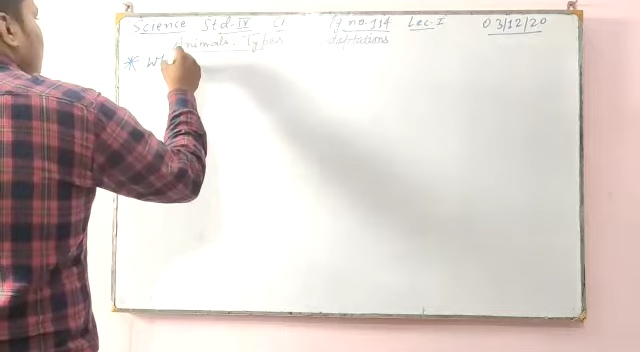 Science Std. IV Pg no. 114 Lec-I 03/12/20
Animals. Types
* Wh